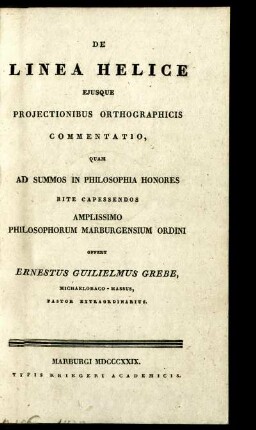 DE
LINEA HELICE
EJUSQUE
PROJECTIONIBUS ORTHOGRAPHICIS
COMMENTATIO,
QUAM
AD SUMMOS IN PHILOSOPHIA HONORES
RITE CAPESSENDOS
AMPLISSIMO
PHILOSOPHORUM MARBURGENSIUM ORDINI
OFFERT
ERNESTUS GUILIELMUS GREBE,
MICHAELOBACO-HASSUS,
PASTOR EXTRAORDINARIUS.
MARBURGI MDCCCXXIX.
TYPIS KRIEGERI ACADEMICIS.